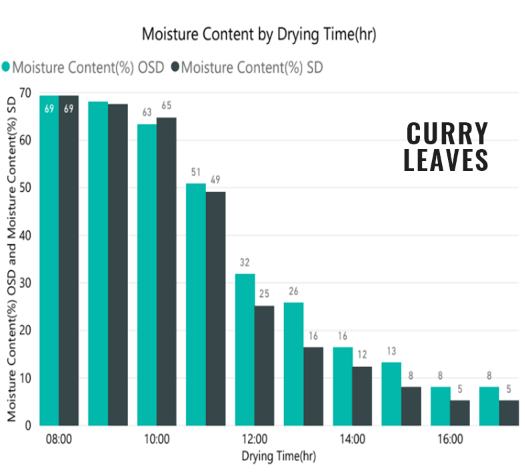 Moisture Content by Drying Time(hr)
Moisture Content(%) OSD Moisture Content(%) SD
CURRY
LEAVES
Moisture Content(%) OSD and Moisture Content(%) SD
70
60
50
40
30
20
10
0
69 69
63 65
51 49
32 25
26 16
16 12
13 8
8 5
8 5
08:00 10:00 12:00 14:00 16:00
Drying Time(hr)